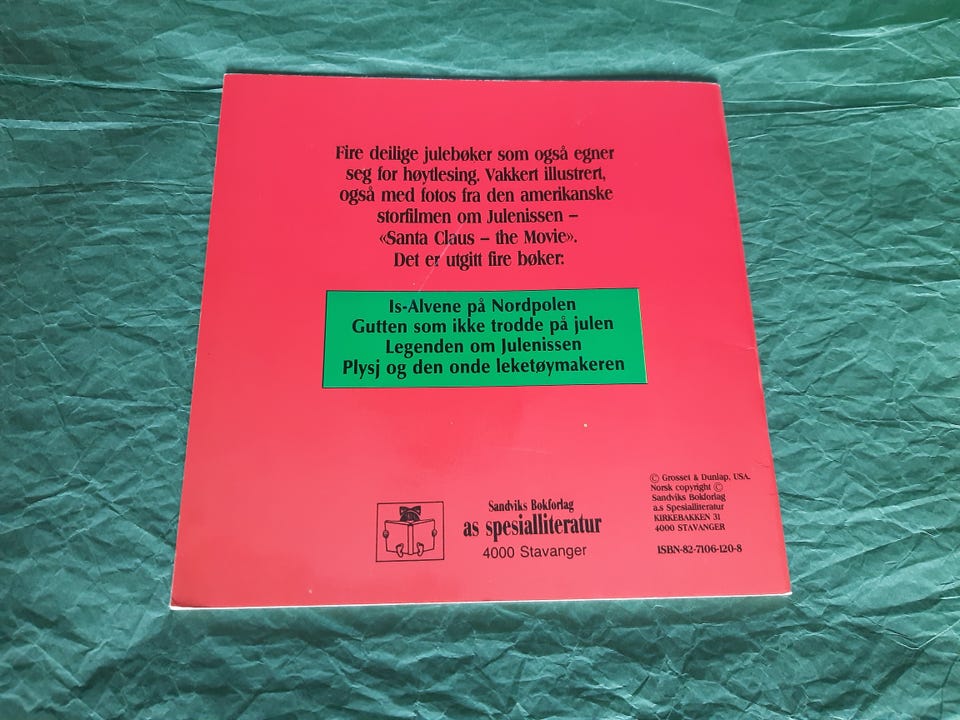 Fire deilige julebøker som også egner
seg for høytlesing. Vakkert illustrert,
også med fotos fra den amerikanske
storfilmen om Julenissen –
«Santa Claus – the Movie».
Det er utgitt fire bøker:
Is-Alvene på Nordpolen
Gutten som ikke trodde på julen
Legenden om Julenissen
Plysj og den onde leketøymakeren
Sandviks Bokforlag
as spesialliteratur
4000 Stavanger
© Grosset & Dunlap, USA.
Norsk copyright ©
Sandviks Bokforlag
a.s Spesialliteratur
KIRKEBAKKEN 31
4000 STAVANGER
ISBN-82-7106-120-8